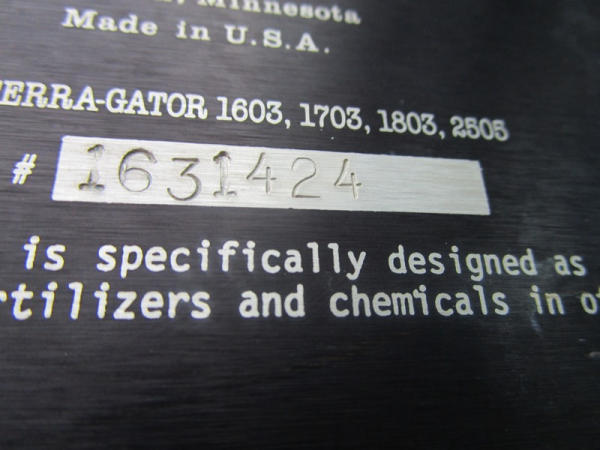 Minnesota
Made in U.S.A.
ERRA-GATOR 1603, 1703, 1803, 2505
# 1631424
is specifically designed as
rtilizers and chemicals in o